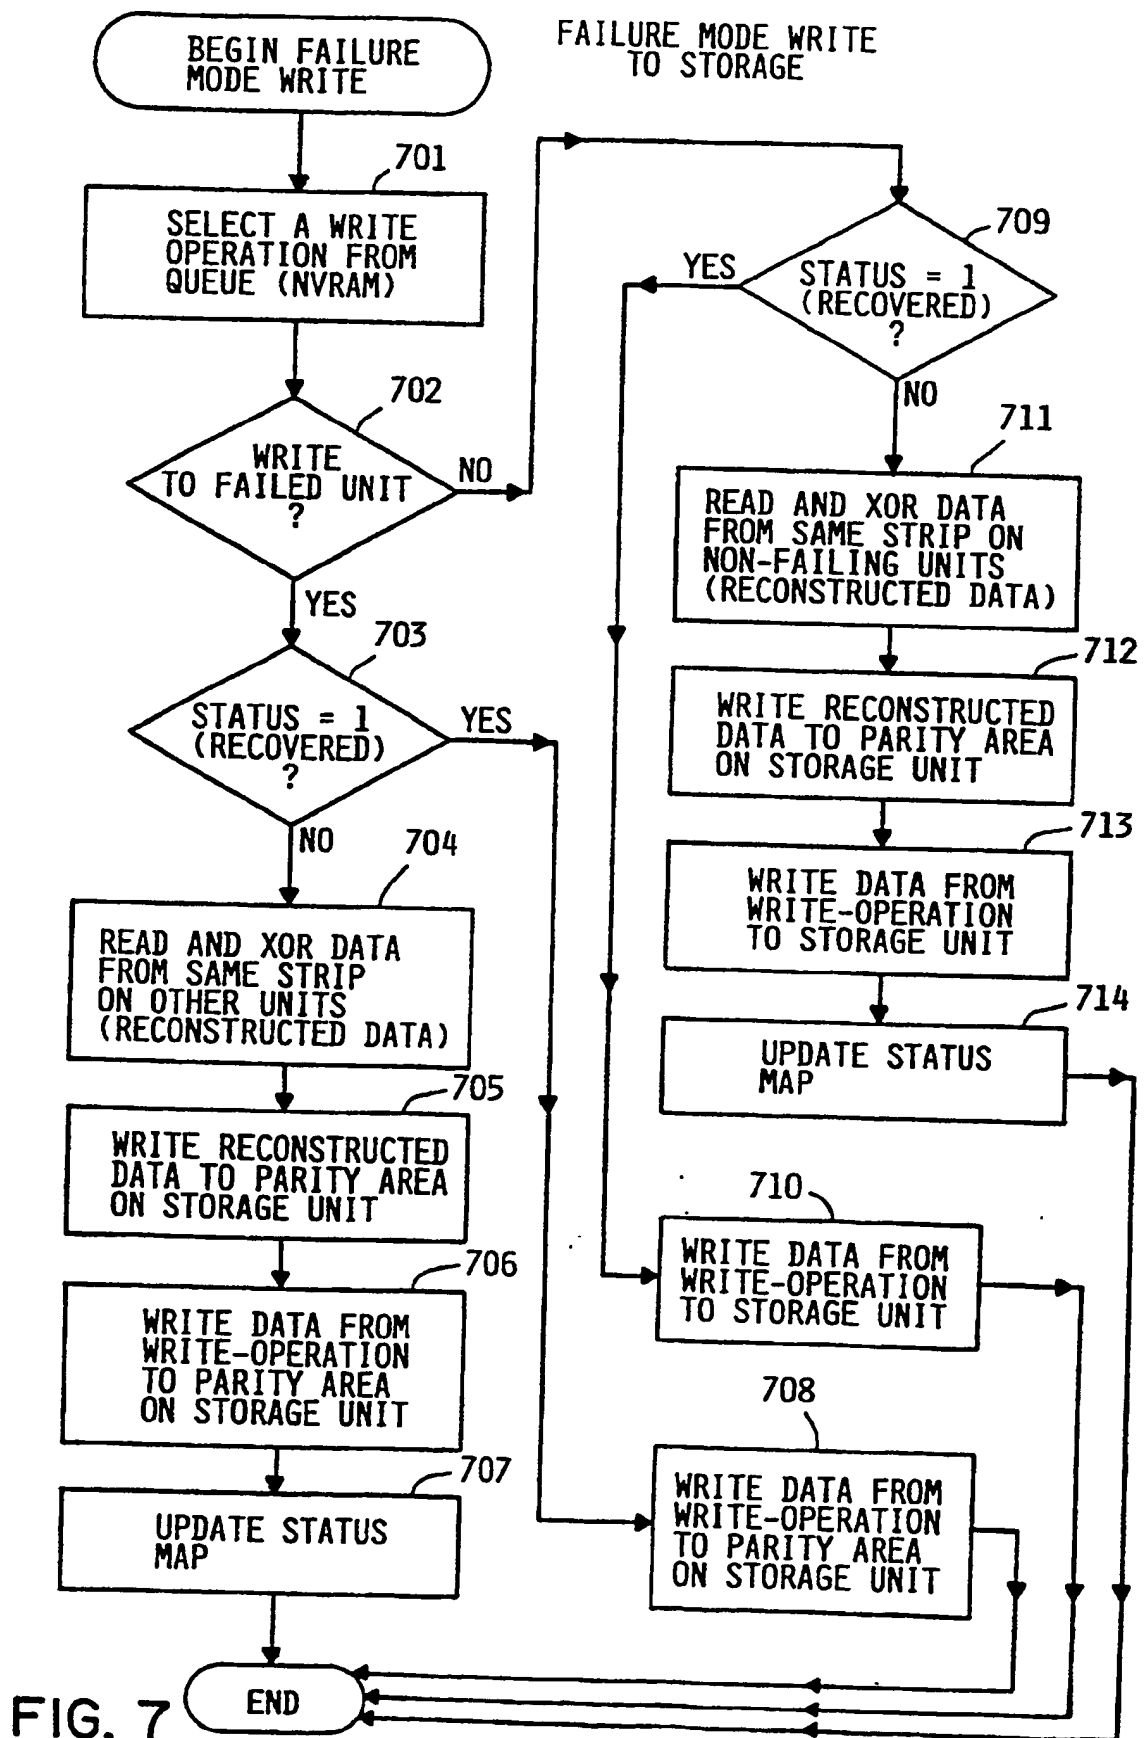 FAILURE MODE WRITE
TO STORAGE
BEGIN FAILURE
MODE WRITE
701
SELECT A WRITE
OPERATION FROM
QUEUE (NVRAM)
702
WRITE
TO FAILED UNIT
?
NO
YES
703
STATUS = 1
(RECOVERED)
?
YES
NO
704
READ AND XOR DATA
FROM SAME STRIP
ON OTHER UNITS
(RECONSTRUCTED DATA)
705
WRITE RECONSTRUCTED
DATA TO PARITY AREA
ON STORAGE UNIT
706
WRITE DATA FROM
WRITE-OPERATION
TO PARITY AREA
ON STORAGE UNIT
707
UPDATE STATUS
MAP
END
709
STATUS = 1
(RECOVERED)
?
YES
NO
711
READ AND XOR DATA
FROM SAME STRIP ON
NON-FAILING UNITS
(RECONSTRUCTED DATA)
712
WRITE RECONSTRUCTED
DATA TO PARITY AREA
ON STORAGE UNIT
713
WRITE DATA FROM
WRITE-OPERATION
TO STORAGE UNIT
714
UPDATE STATUS
MAP
710
WRITE DATA FROM
WRITE-OPERATION
TO STORAGE UNIT
708
WRITE DATA FROM
WRITE-OPERATION
TO PARITY AREA
ON STORAGE UNIT
FIG. 7